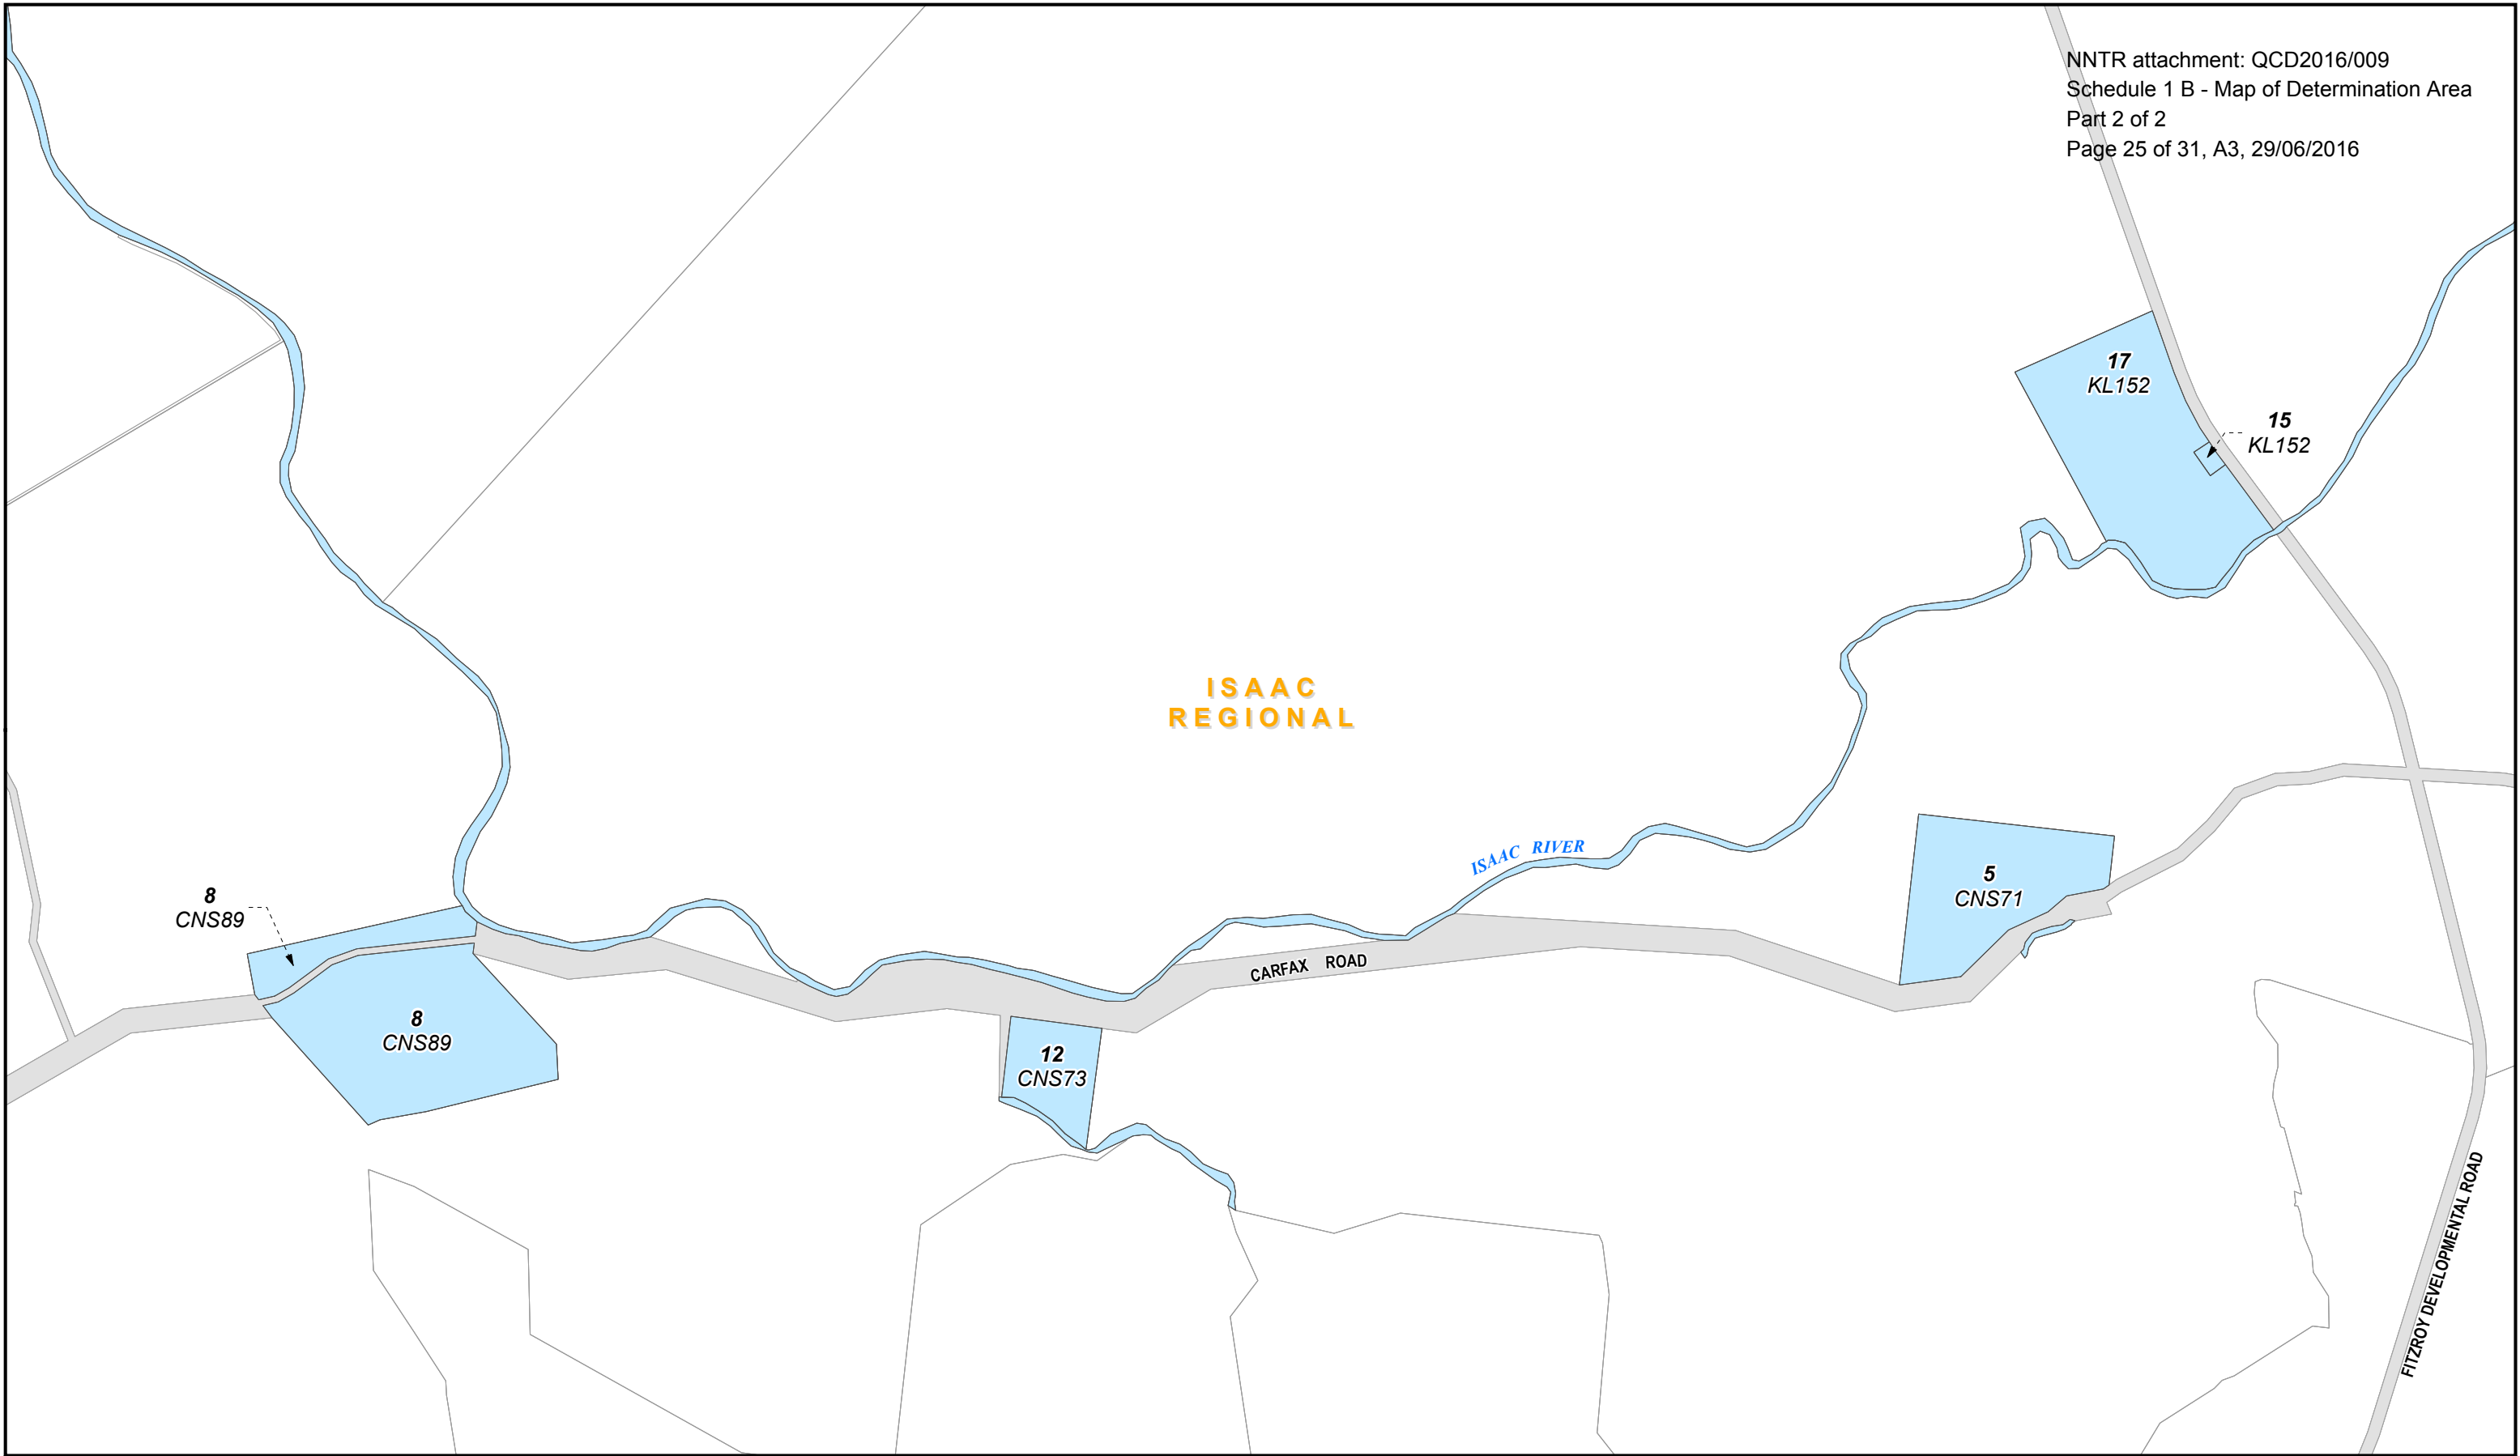 NNTR attachment: QCD2016/009
Schedule 1 B - Map of Determination Area
Part 2 of 2
Page 25 of 31, A3, 29/06/2016
17
KL152
15
KL152
ISAAC
REGIONAL
ISAAC RIVER
5
CNS71
8
CNS89
CARFAX ROAD
8
CNS89
12
CNS73
FITZROY DEVELOPMENTAL ROAD